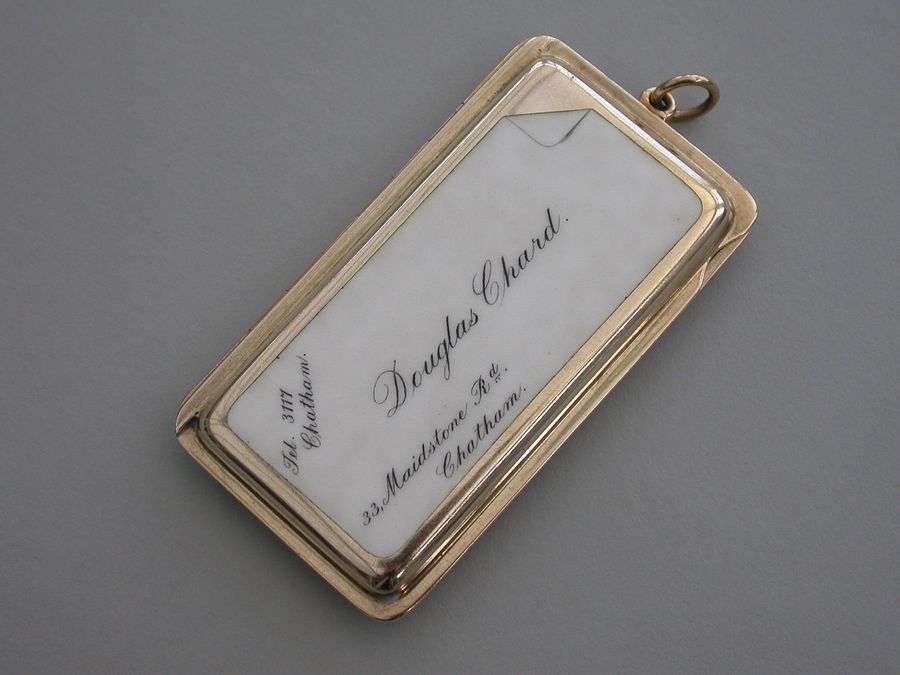 Douglas Chard.
33, Maidstone Rd.
Chatham.
Tel. 3117
Chatham.